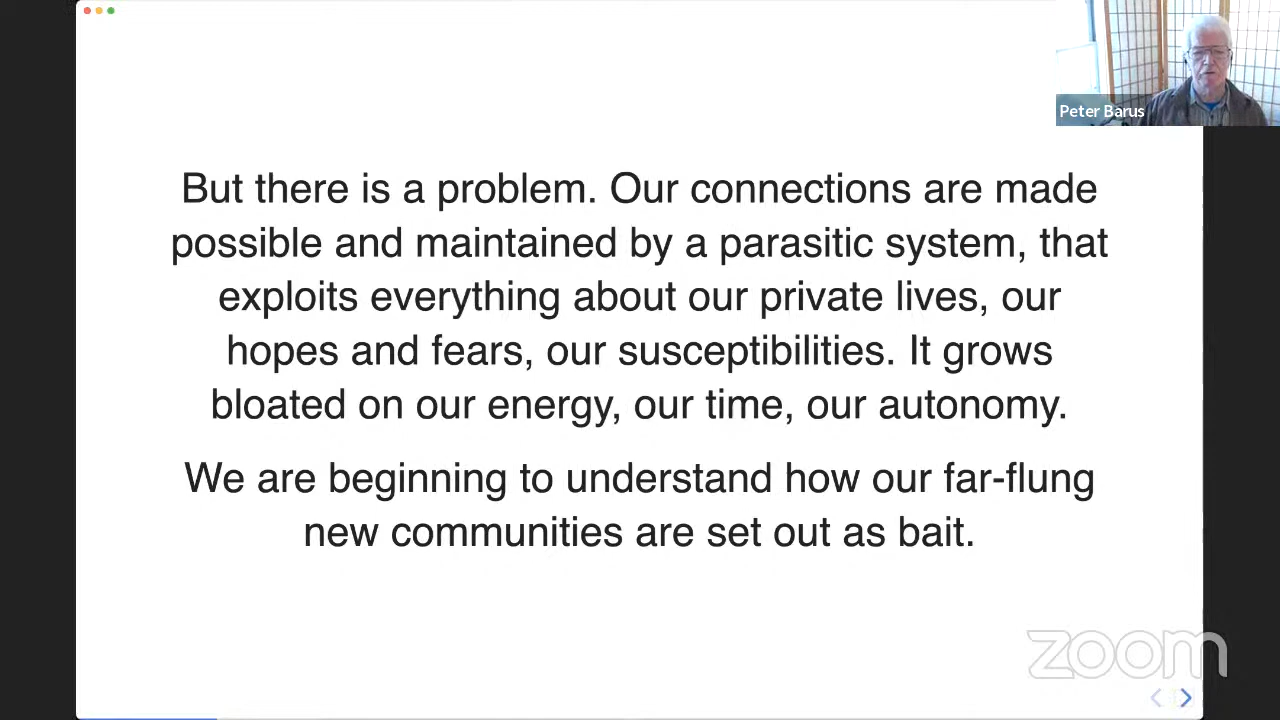 Peter Barus
But there is a problem. Our connections are made
possible and maintained by a parasitic system, that
exploits everything about our private lives, our
hopes and fears, our susceptibilities. It grows
bloated on our energy, our time, our autonomy.
We are beginning to understand how our far-flung
new communities are set out as bait.
zoom